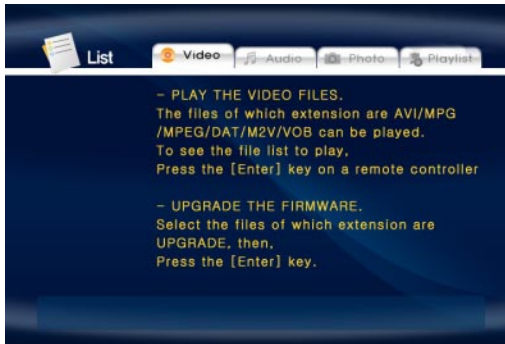 List Video Audio Photo Playlist
– PLAY THE VIDEO FILES.
The files of which extension are AVI/MPG
/MPEG/DAT/M2V/VOB can be played.
To see the file list to play,
Press the [Enter] key on a remote controller
– UPGRADE THE FIRMWARE.
Select the files of which extension are
UPGRADE, then,
Press the [Enter] key.